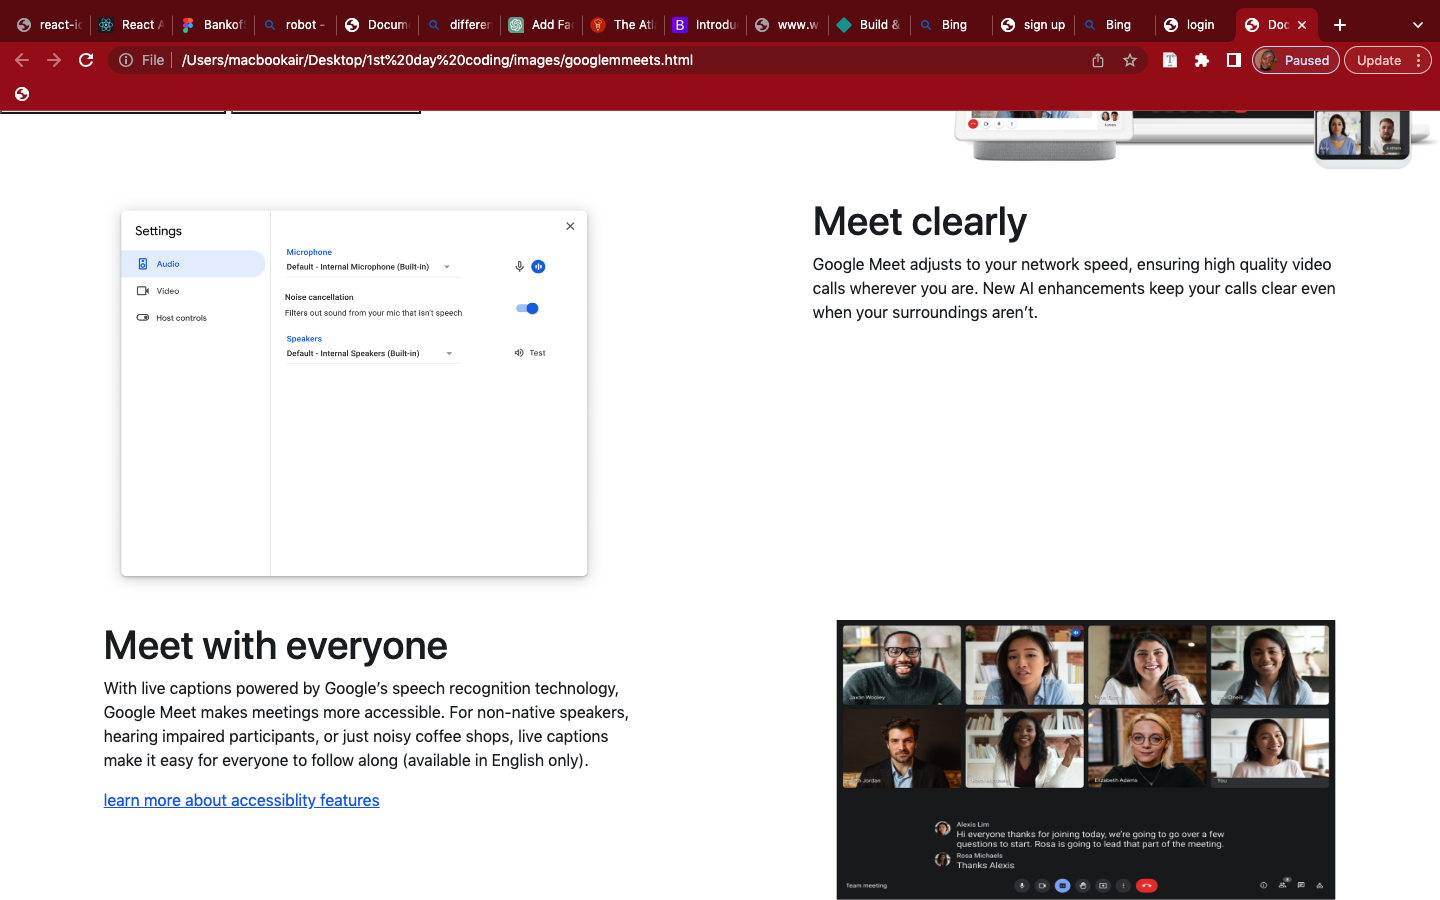 react-ic
React A
BankofS
robot -
Docume
differen
Add Fac
The Atla
Introduc
www.w
Build &
Bing
sign up
Bing
login
Doc
File
/Users/macbookair/Desktop/1st%20day%20coding/images/googlemmeets.html
Paused
Update
Settings
Audio
Video
Host controls
Microphone
Default - Internal Microphone (Built-in)
Noise cancellation
Filters out sound from your mic that isn't speech
Speakers
Default - Internal Speakers (Built-in)
Test
Meet clearly
Google Meet adjusts to your network speed, ensuring high quality video
calls wherever you are. New AI enhancements keep your calls clear even
when your surroundings aren’t.
Meet with everyone
With live captions powered by Google’s speech recognition technology,
Google Meet makes meetings more accessible. For non-native speakers,
hearing impaired participants, or just noisy coffee shops, live captions
make it easy for everyone to follow along (available in English only).
learn more about accessiblity features
Elizabeth Adams
You
Alexis Lim
Hi everyone thanks for joining today, we're going to go over a few
questions to start. Rosa is going to lead that part of the meeting.
Rosa Michaels
Thanks Alexis
Team meeting